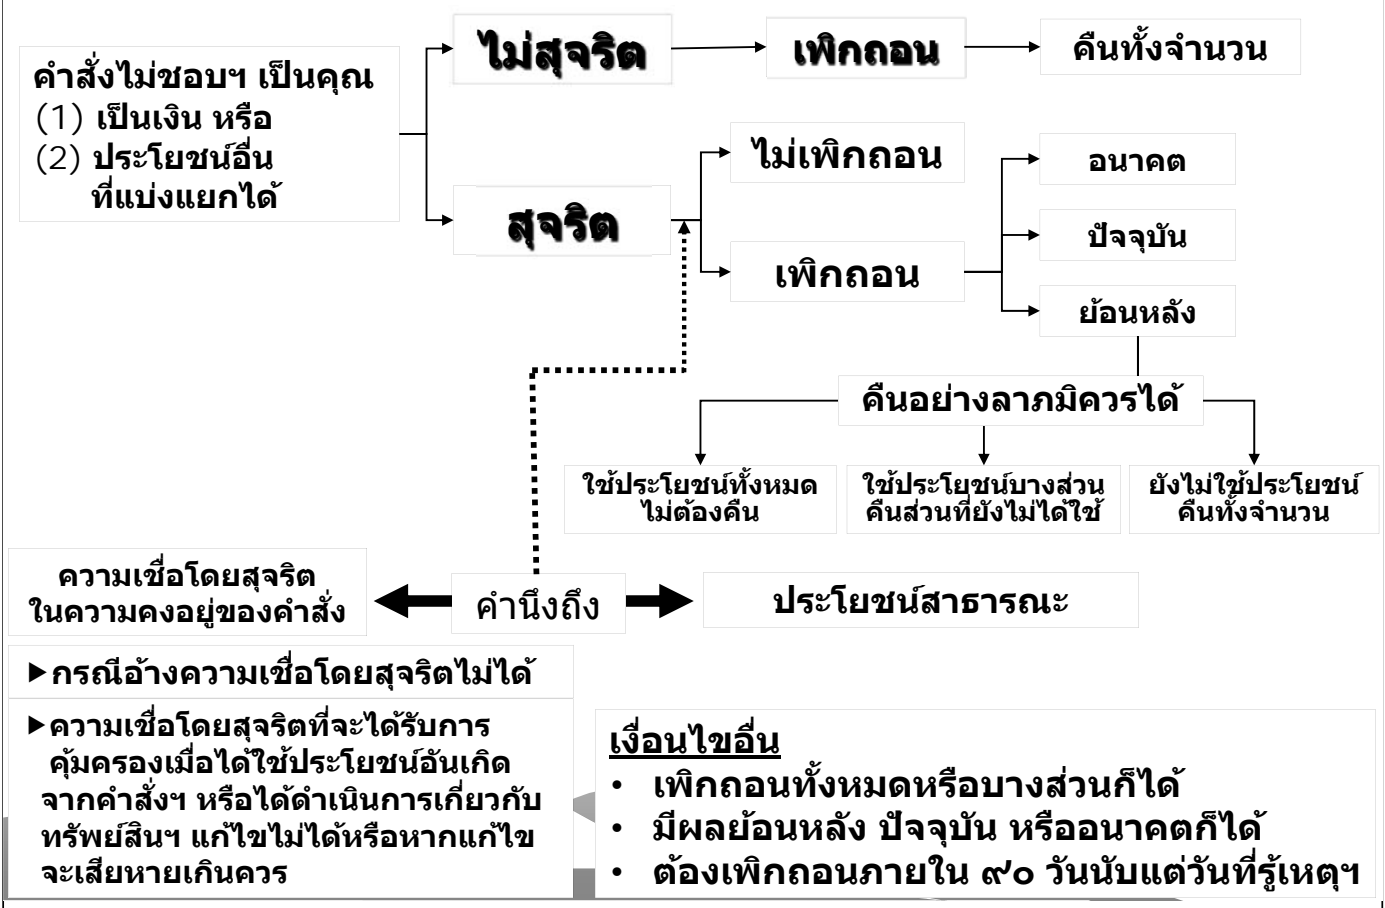 คำสั่งไม่ชอบฯ เป็นคุณ
(1) เป็นเงิน หรือ
(2) ประโยชน์อื่น
ที่แบ่งแยกได้
ไม่สุจริต
เพิกถอน
คืนทั้งจำนวน
สุจริต
ไม่เพิกถอน
เพิกถอน
อนาคต
ปัจจุบัน
ย้อนหลัง
คืนอย่างลาภมิควรได้
ใช้ประโยชน์ทั้งหมด
ไม่ต้องคืน
ใช้ประโยชน์บางส่วน
คืนส่วนที่ยังไม่ได้ใช้
ยังไม่ใช้ประโยชน์
คืนทั้งจำนวน
ความเชื่อโดยสุจริต
ในความคงอยู่ของคำสั่ง
คำนึงถึง
ประโยชน์สาธารณะ
▶กรณีอ้างความเชื่อโดยสุจริตไม่ได้
▶ความเชื่อโดยสุจริตที่จะได้รับการ
คุ้มครองเมื่อได้ใช้ประโยชน์อันเกิด
จากคำสั่งฯ หรือได้ดำเนินการเกี่ยวกับ
ทรัพย์สินฯ แก้ไขไม่ได้หรือหากแก้ไข
จะเสียหายเกินควร
เงื่อนไขอื่น
• เพิกถอนทั้งหมดหรือบางส่วนก็ได้
• มีผลย้อนหลัง ปัจจุบัน หรืออนาคตก็ได้
• ต้องเพิกถอนภายใน ๙๐ วันนับแต่วันที่รู้เหตุฯ